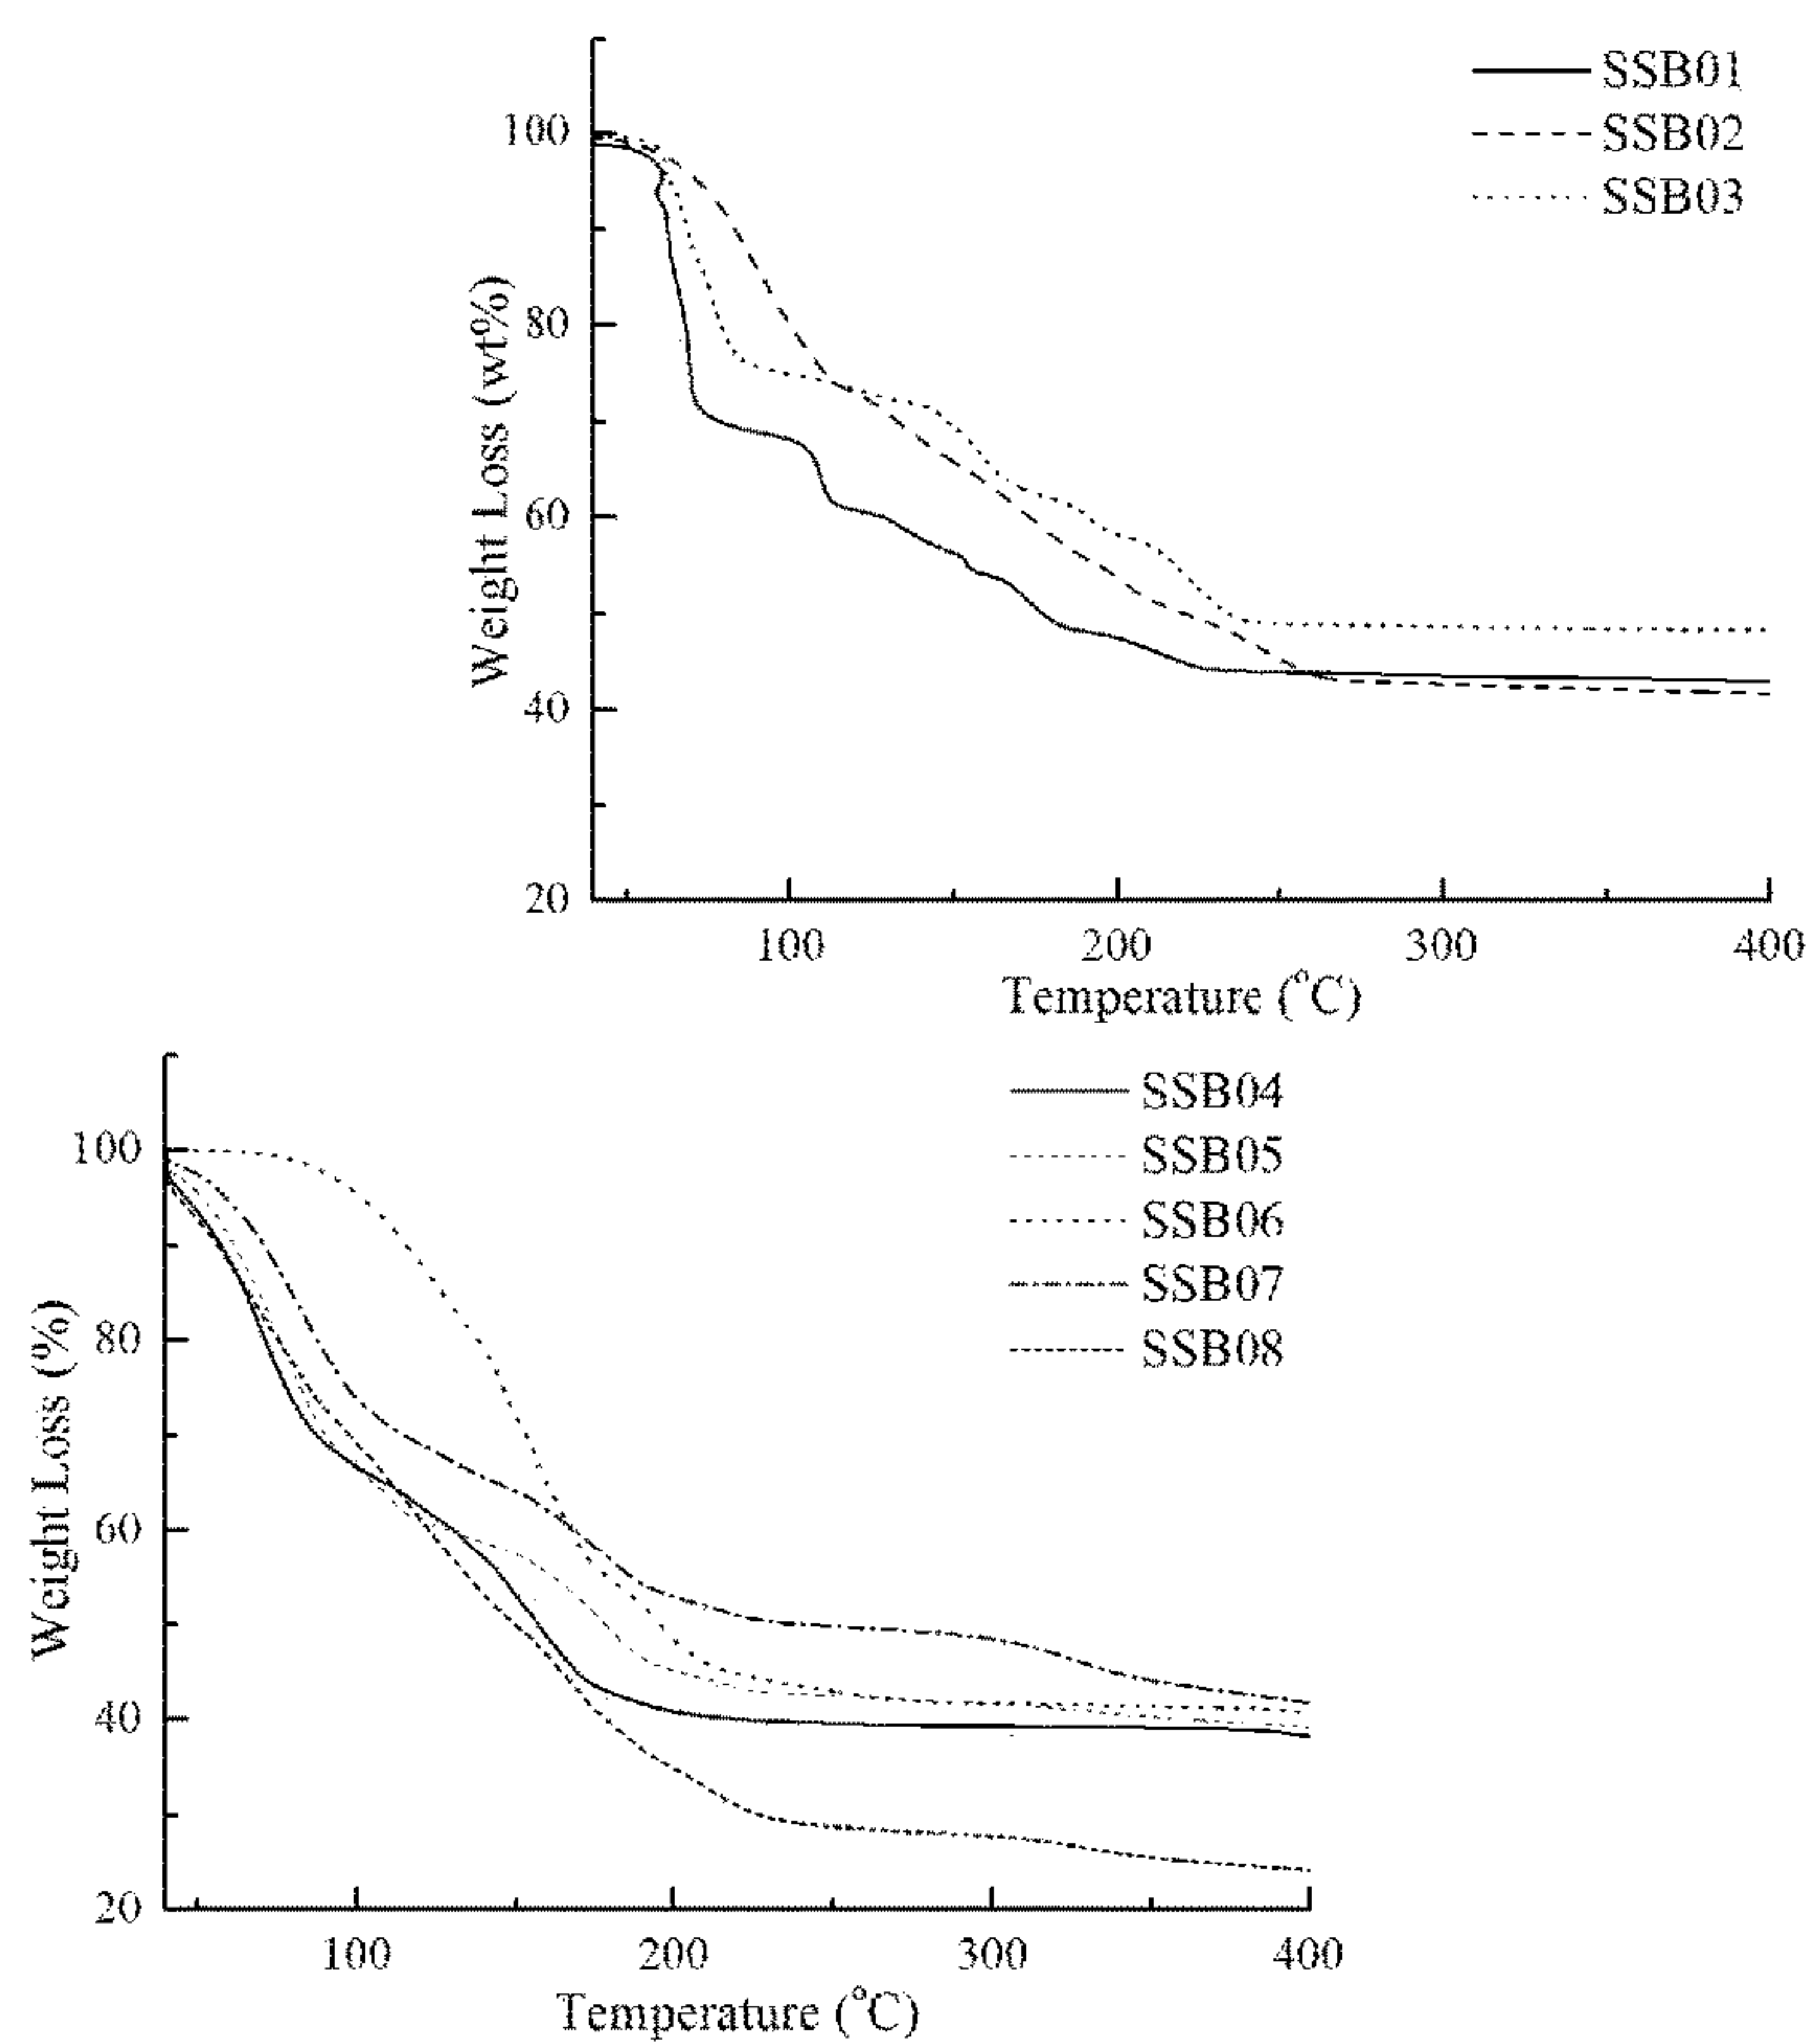 SSB01
SSB02
SSB03
100
80
60
40
20
Weight Loss (wt%)
100 200 300 400
Temperature (°C)
SSB04
SSB05
SSB06
SSB07
SSB08
100
80
60
40
20
Weight Loss (%)
100 200 300 400
Temperature (°C)